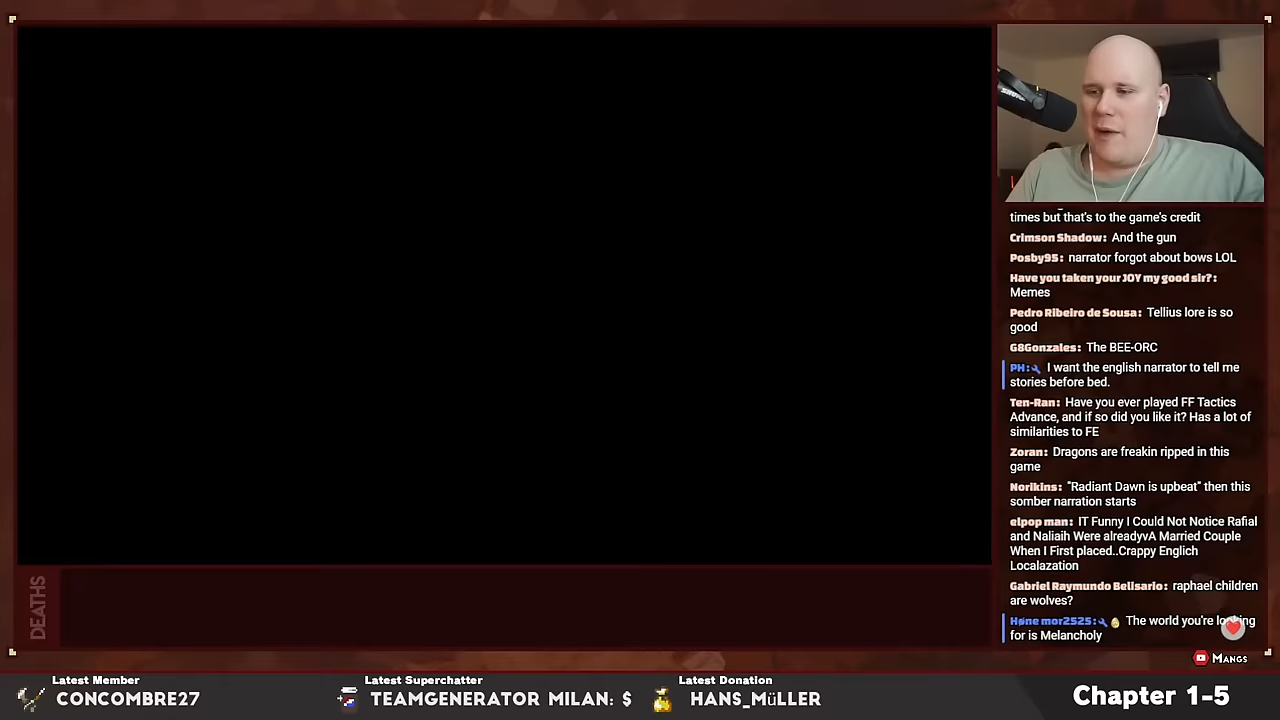 times but that's to the game's credit
Crimson Shadow: And the gun
Posby95: narrator forgot about bows LOL
Have you taken your JOY my good sir?:
Memes
Pedro Ribeiro de Sousa: Tellius lore is so
good
G8Gonzales: The BEE-ORC
PH: I want the english narrator to tell me
stories before bed.
Ten-Ran: Have you ever played FF Tactics
Advance, and if so did you like it? Has a lot of
similarities to FE
Zoran: Dragons are freakin ripped in this
game
Norikins: "Radiant Dawn is upbeat" then this
somber narration starts
elpop man: IT Funny I Could Not Notice Rafial
and Naliaih Were alreadyvA Married Couple
When I First placed..Crappy Englich
Localazation
Gabriel Raymundo Belisario: raphael children
are wolves?
Høne mor2525: The world you're looking
for is Melancholy
DEATHS
MANGS
Latest Member
CONCOMBRE27
Latest Superchatter
TEAMGENERATOR MILAN: $
Latest Donation
HANS_MüLLER
Chapter 1-5